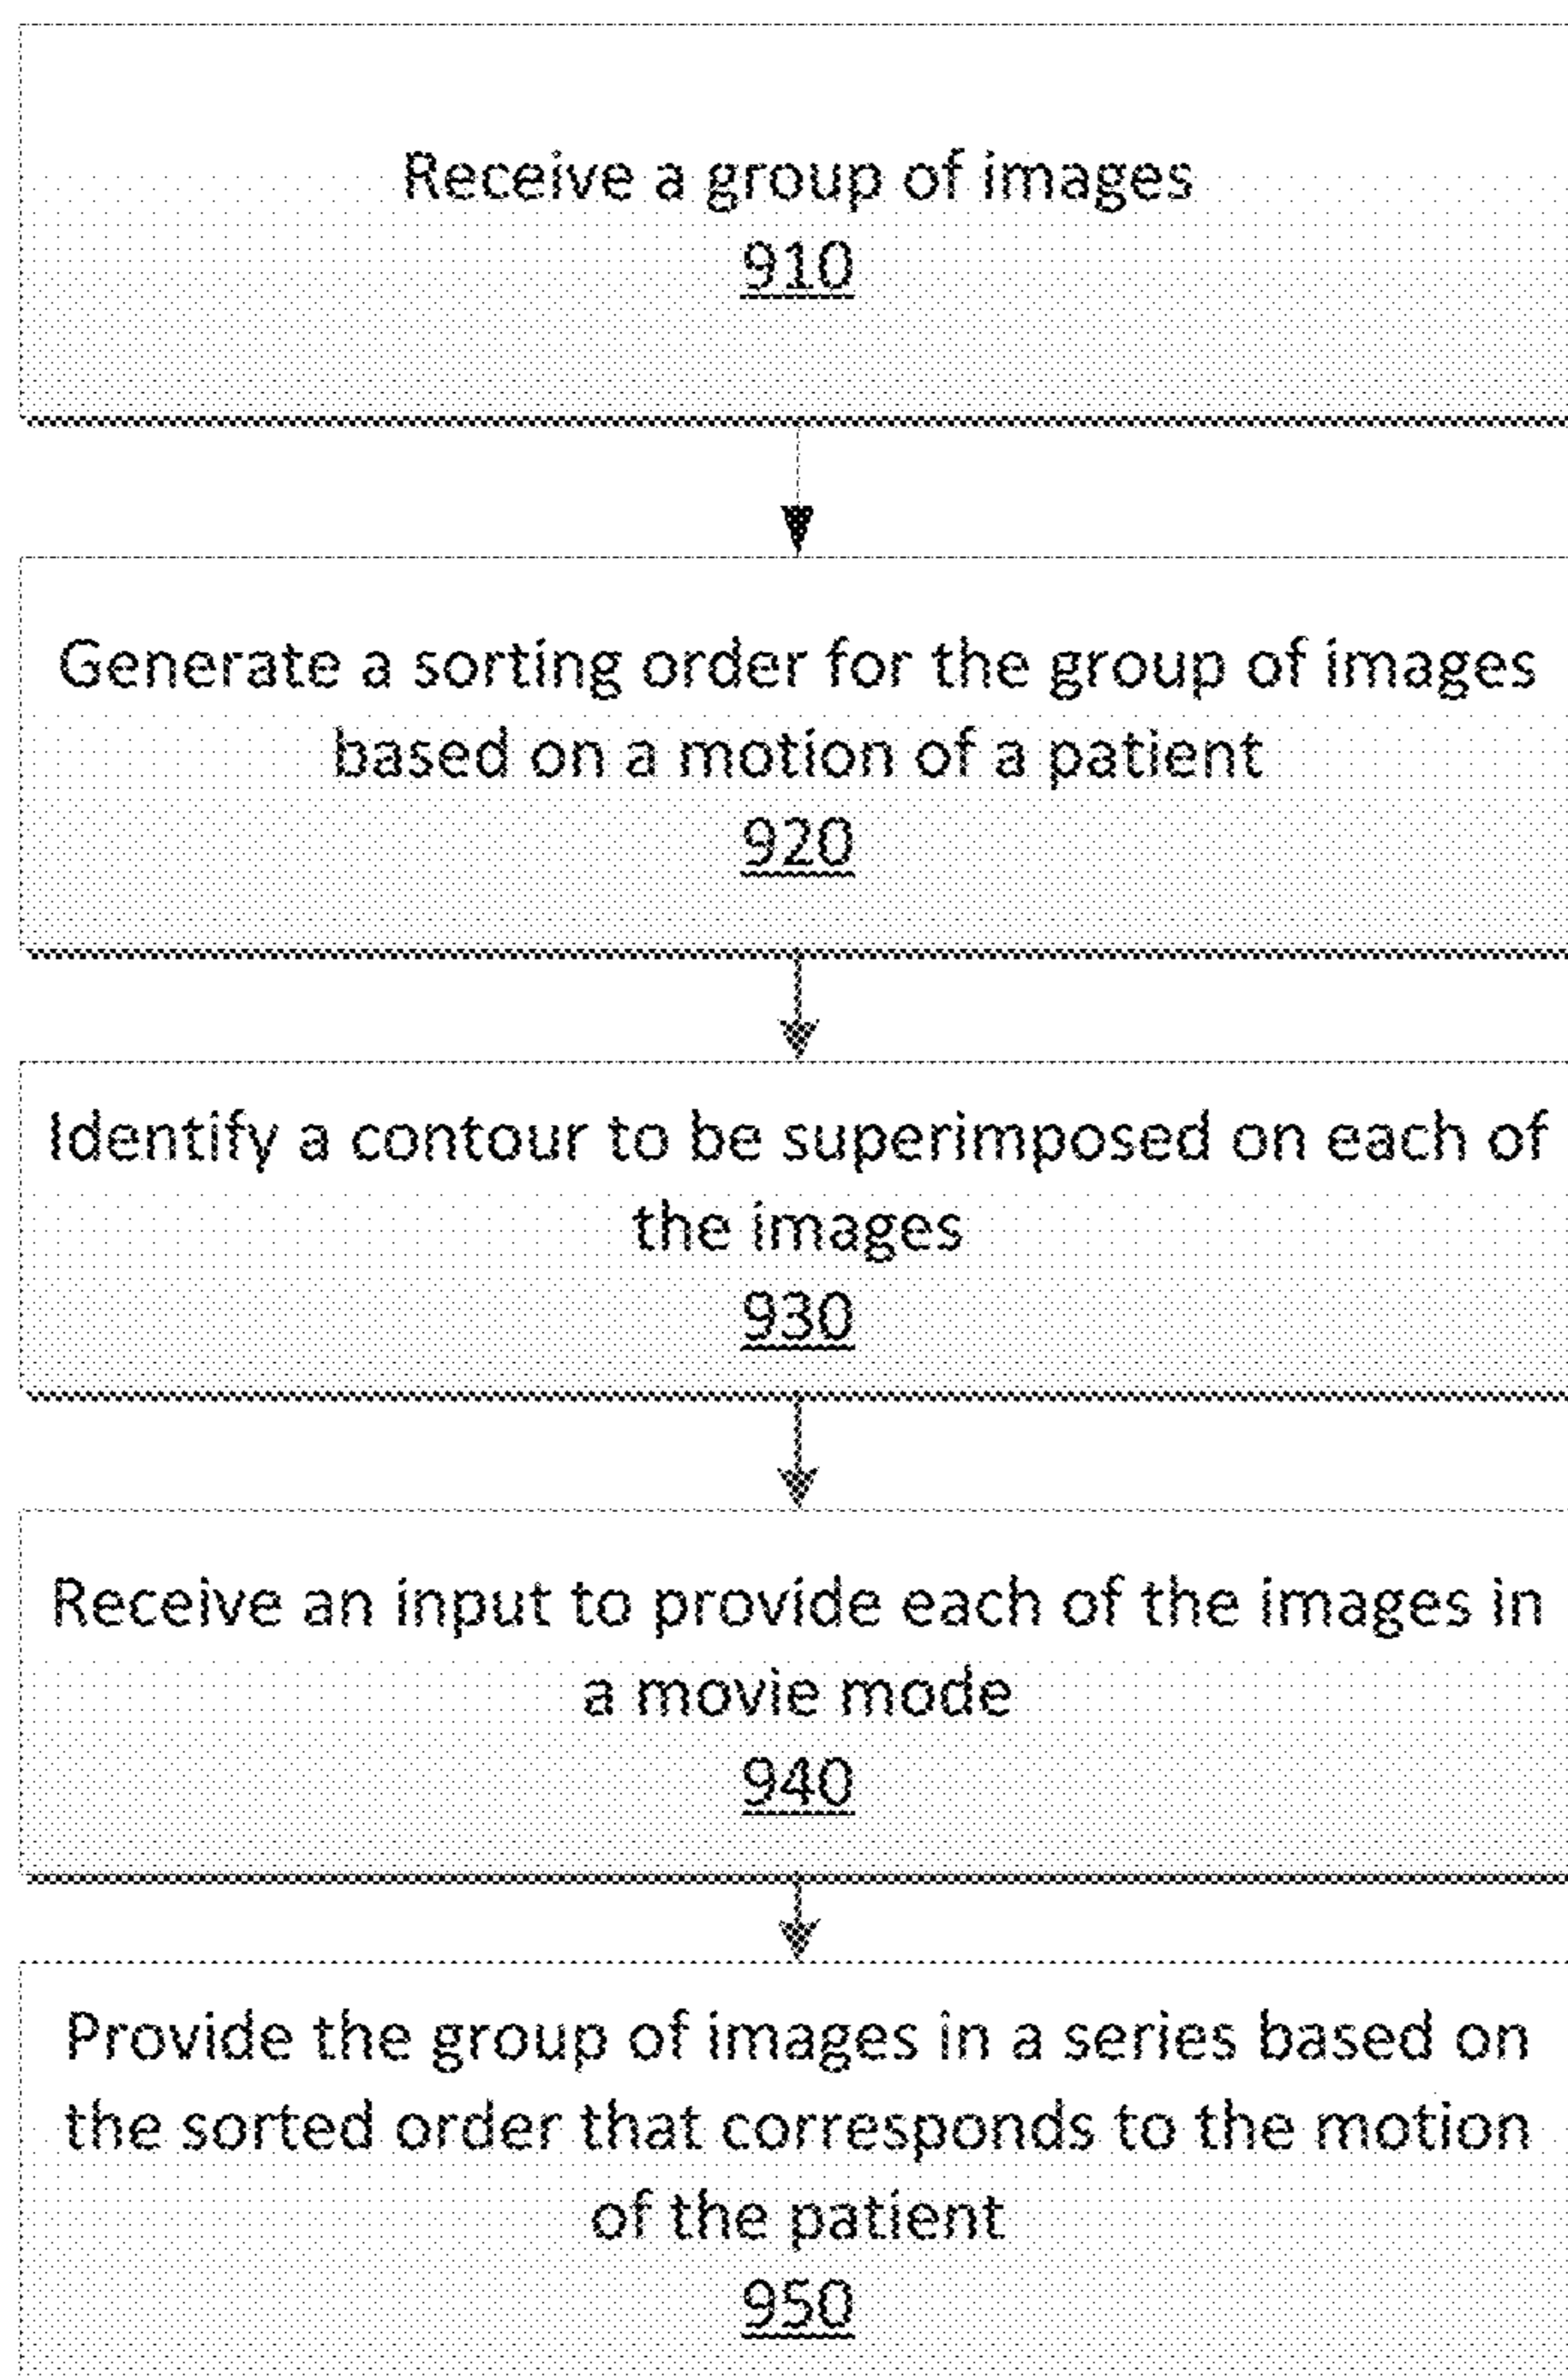 Receive a group of images
910
Generate a sorting order for the group of images
based on a motion of a patient
920
Identify a contour to be superimposed on each of
the images
930
Receive an input to provide each of the images in
a movie mode
940
Provide the group of images in a series based on
the sorted order that corresponds to the motion
of the patient
950